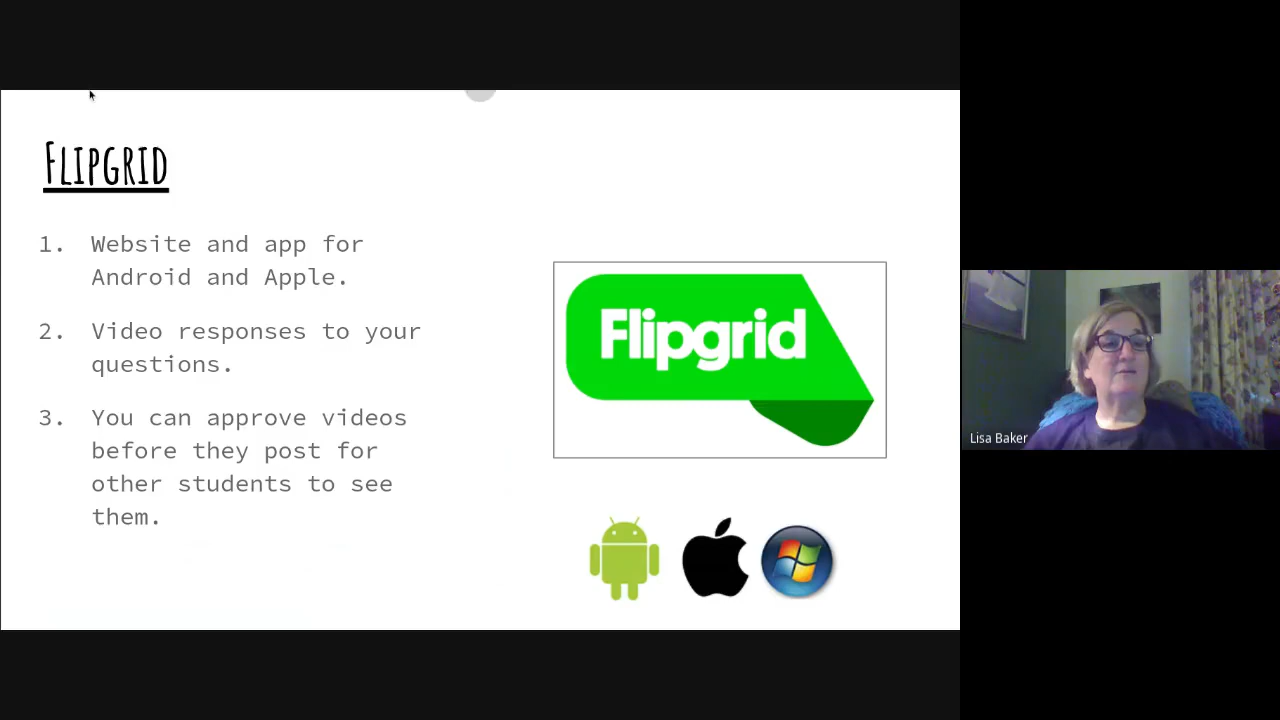 Flipgrid
1. Website and app for
Android and Apple.
2. Video responses to your
questions.
3. You can approve videos
before they post for
other students to see
them.
Flipgrid
Lisa Baker